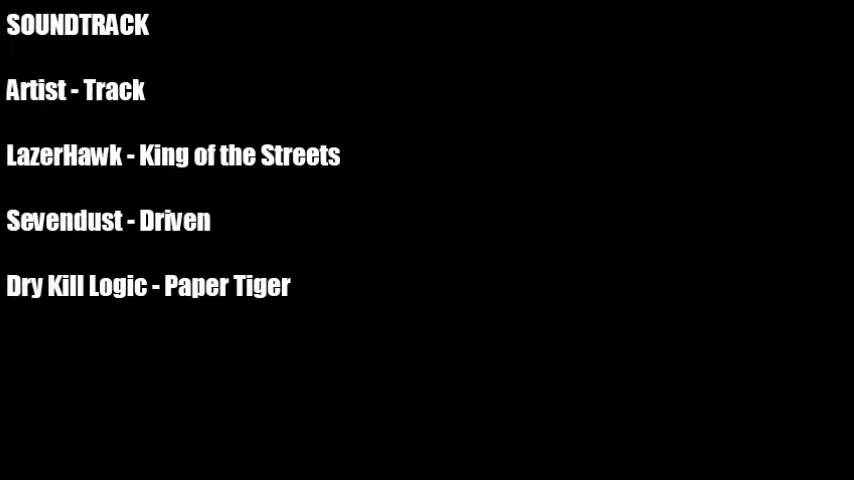 SOUNDTRACK
Artist - Track
LazerHawk - King of the Streets
Sevendust - Driven
Dry Kill Logic - Paper Tiger